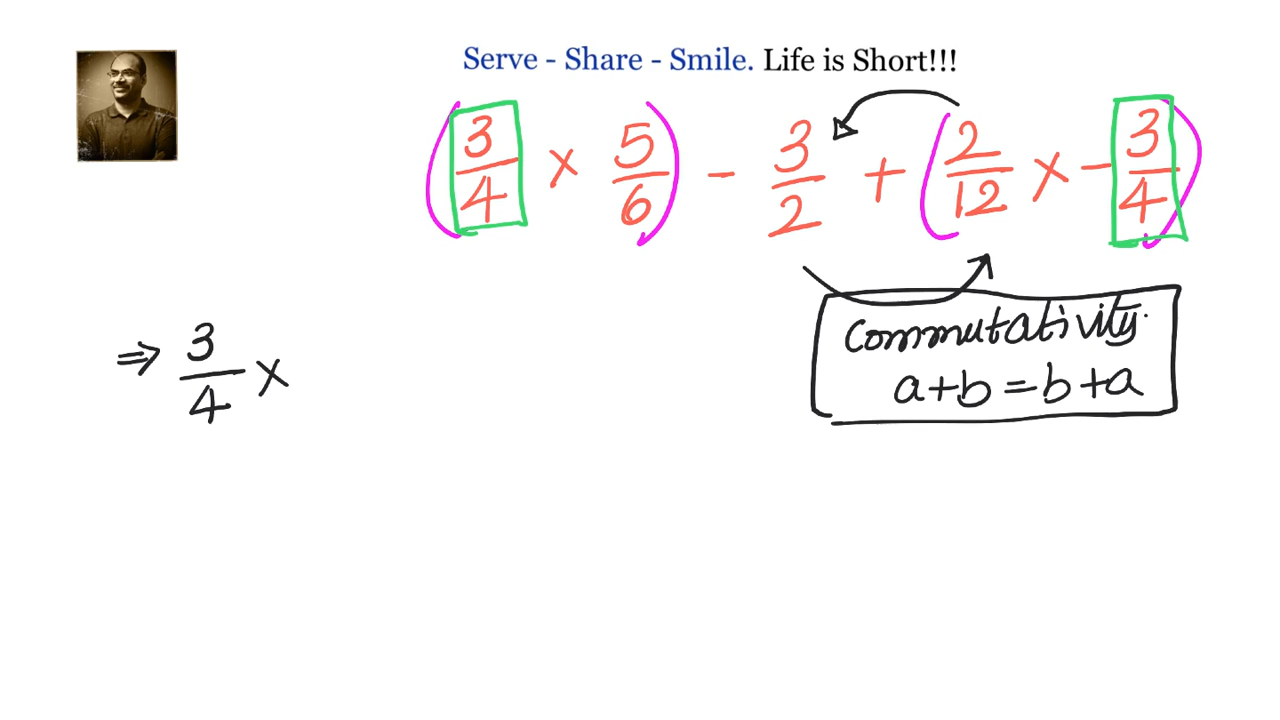 Serve - Share - Smile. Life is Short!!!
(3/4 × 5/6) - 3/2 + (2/12 × - 3/4)
Commutativity.
a+b=b+a
⇒ 3/4 ×